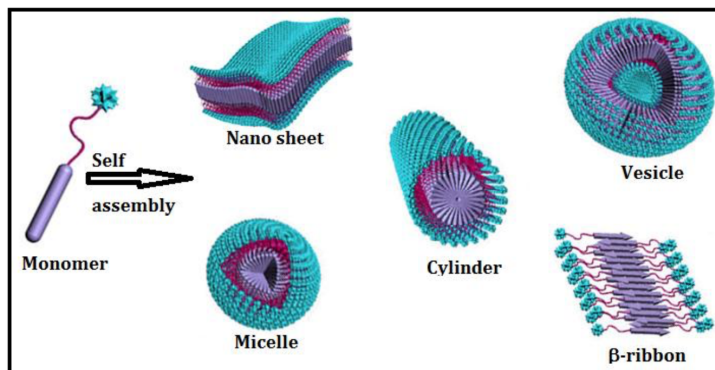 Nano sheet
Self
assembly
Monomer
Micelle
Cylinder
Vesicle
β-ribbon